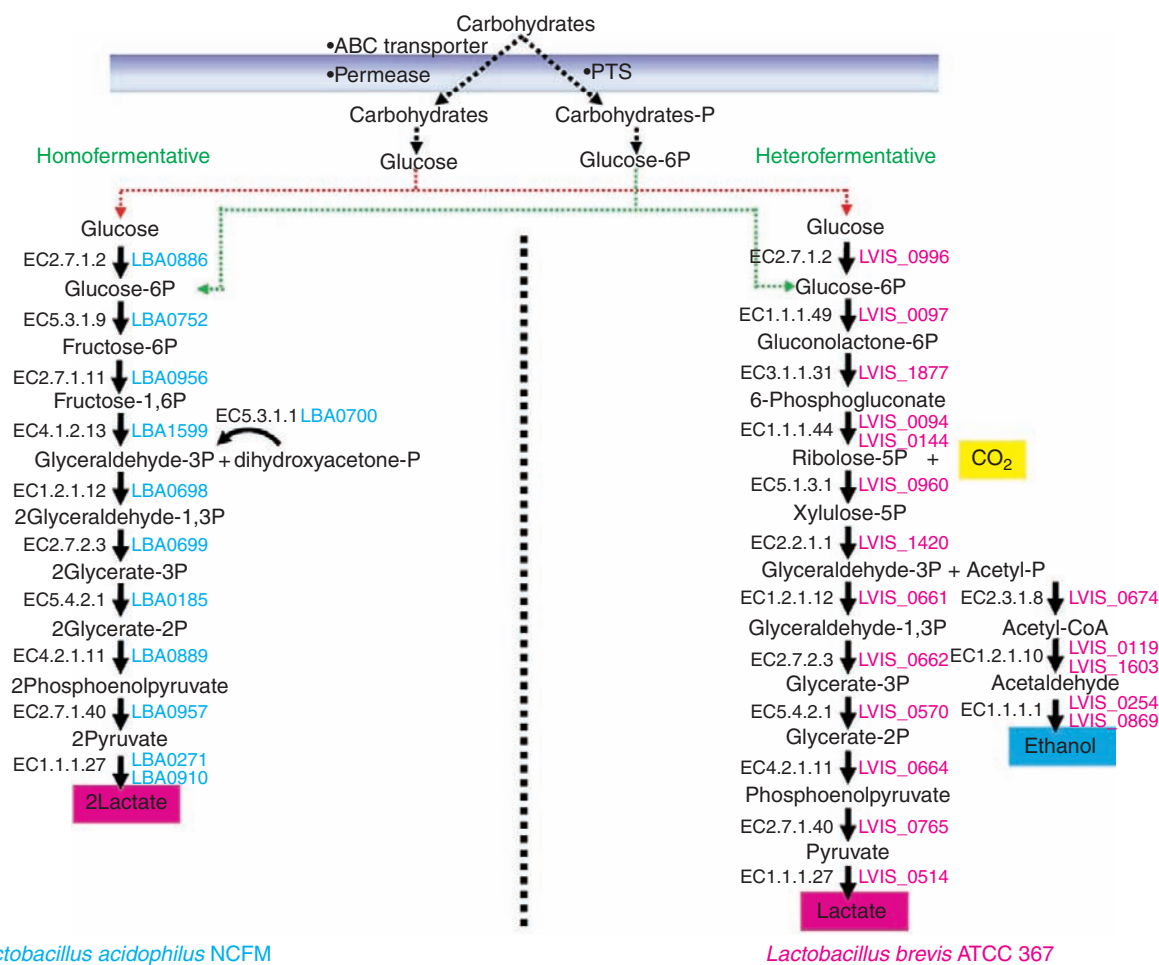 Carbohydrates
•ABC transporter
•Permease
•PTS
Carbohydrates
Carbohydrates-P
Homofermentative
Glucose
Glucose-6P
Heterofermentative
Glucose
EC2.7.1.2 LBA0886
Glucose-6P
EC5.3.1.9 LBA0752
Fructose-6P
EC2.7.1.11 LBA0956
Fructose-1,6P
EC5.3.1.1 LBA0700
EC4.1.2.13 LBA1599
Glyceraldehyde-3P + dihydroxyacetone-P
EC1.2.1.12 LBA0698
2Glyceraldehyde-1,3P
EC2.7.2.3 LBA0699
2Glycerate-3P
EC5.4.2.1 LBA0185
2Glycerate-2P
EC4.2.1.11 LBA0889
2Phosphoenolpyruvate
EC2.7.1.40 LBA0957
2Pyruvate
EC1.1.1.27 LBA0271
LBA0910
2Lactate
Glucose
EC2.7.1.2 LVIS_0996
Glucose-6P
EC1.1.1.49 LVIS_0097
Gluconolactone-6P
EC3.1.1.31 LVIS_1877
6-Phosphogluconate
EC1.1.1.44 LVIS_0094
LVIS_0144
Ribolose-5P + CO₂
EC5.1.3.1 LVIS_0960
Xylulose-5P
EC2.2.1.1 LVIS_1420
Glyceraldehyde-3P + Acetyl-P
EC1.2.1.12 LVIS_0661
Glyceraldehyde-1,3P
EC2.7.2.3 LVIS_0662
Glycerate-3P
EC5.4.2.1 LVIS_0570
Glycerate-2P
EC4.2.1.11 LVIS_0664
Phosphoenolpyruvate
EC2.7.1.40 LVIS_0765
Pyruvate
EC1.1.1.27 LVIS_0514
Lactate
EC2.3.1.8 LVIS_0674
Acetyl-CoA
EC1.2.1.10 LVIS_0119
LVIS_1603
Acetaldehyde
EC1.1.1.1 LVIS_0254
LVIS_0869
Ethanol
ctobacillus acidophilus NCFM
Lactobacillus brevis ATCC 367